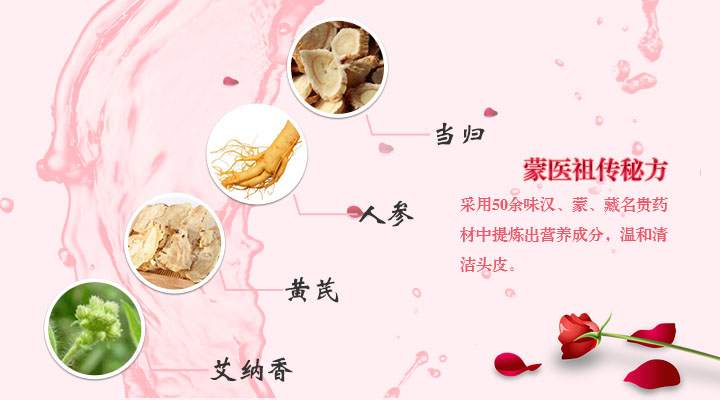 当归
人参
黄芪
艾纳香
蒙医祖传秘方
采用50余味汉、蒙、藏名贵药
材中提炼出营养成分，温和清
洁头皮。